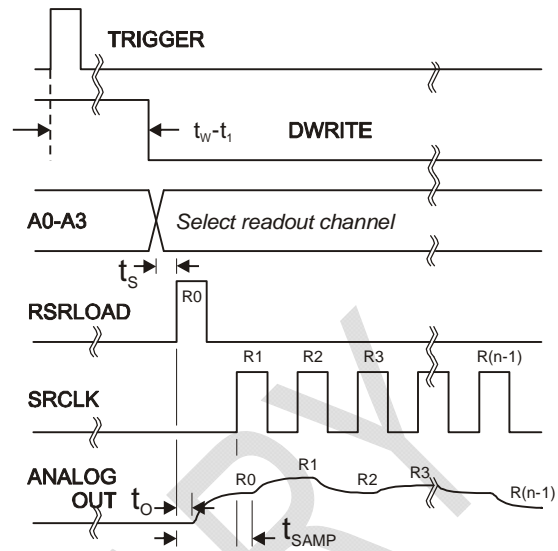 TRIGGER
tw-t1
DWRITE
A0-A3
Select readout channel
tS
RSRLOAD
R0
R1
R2
R3
R(n-1)
SRCLK
ANALOG
OUT
tO
R0
R1
R2
R3
R(n-1)
tSAMP